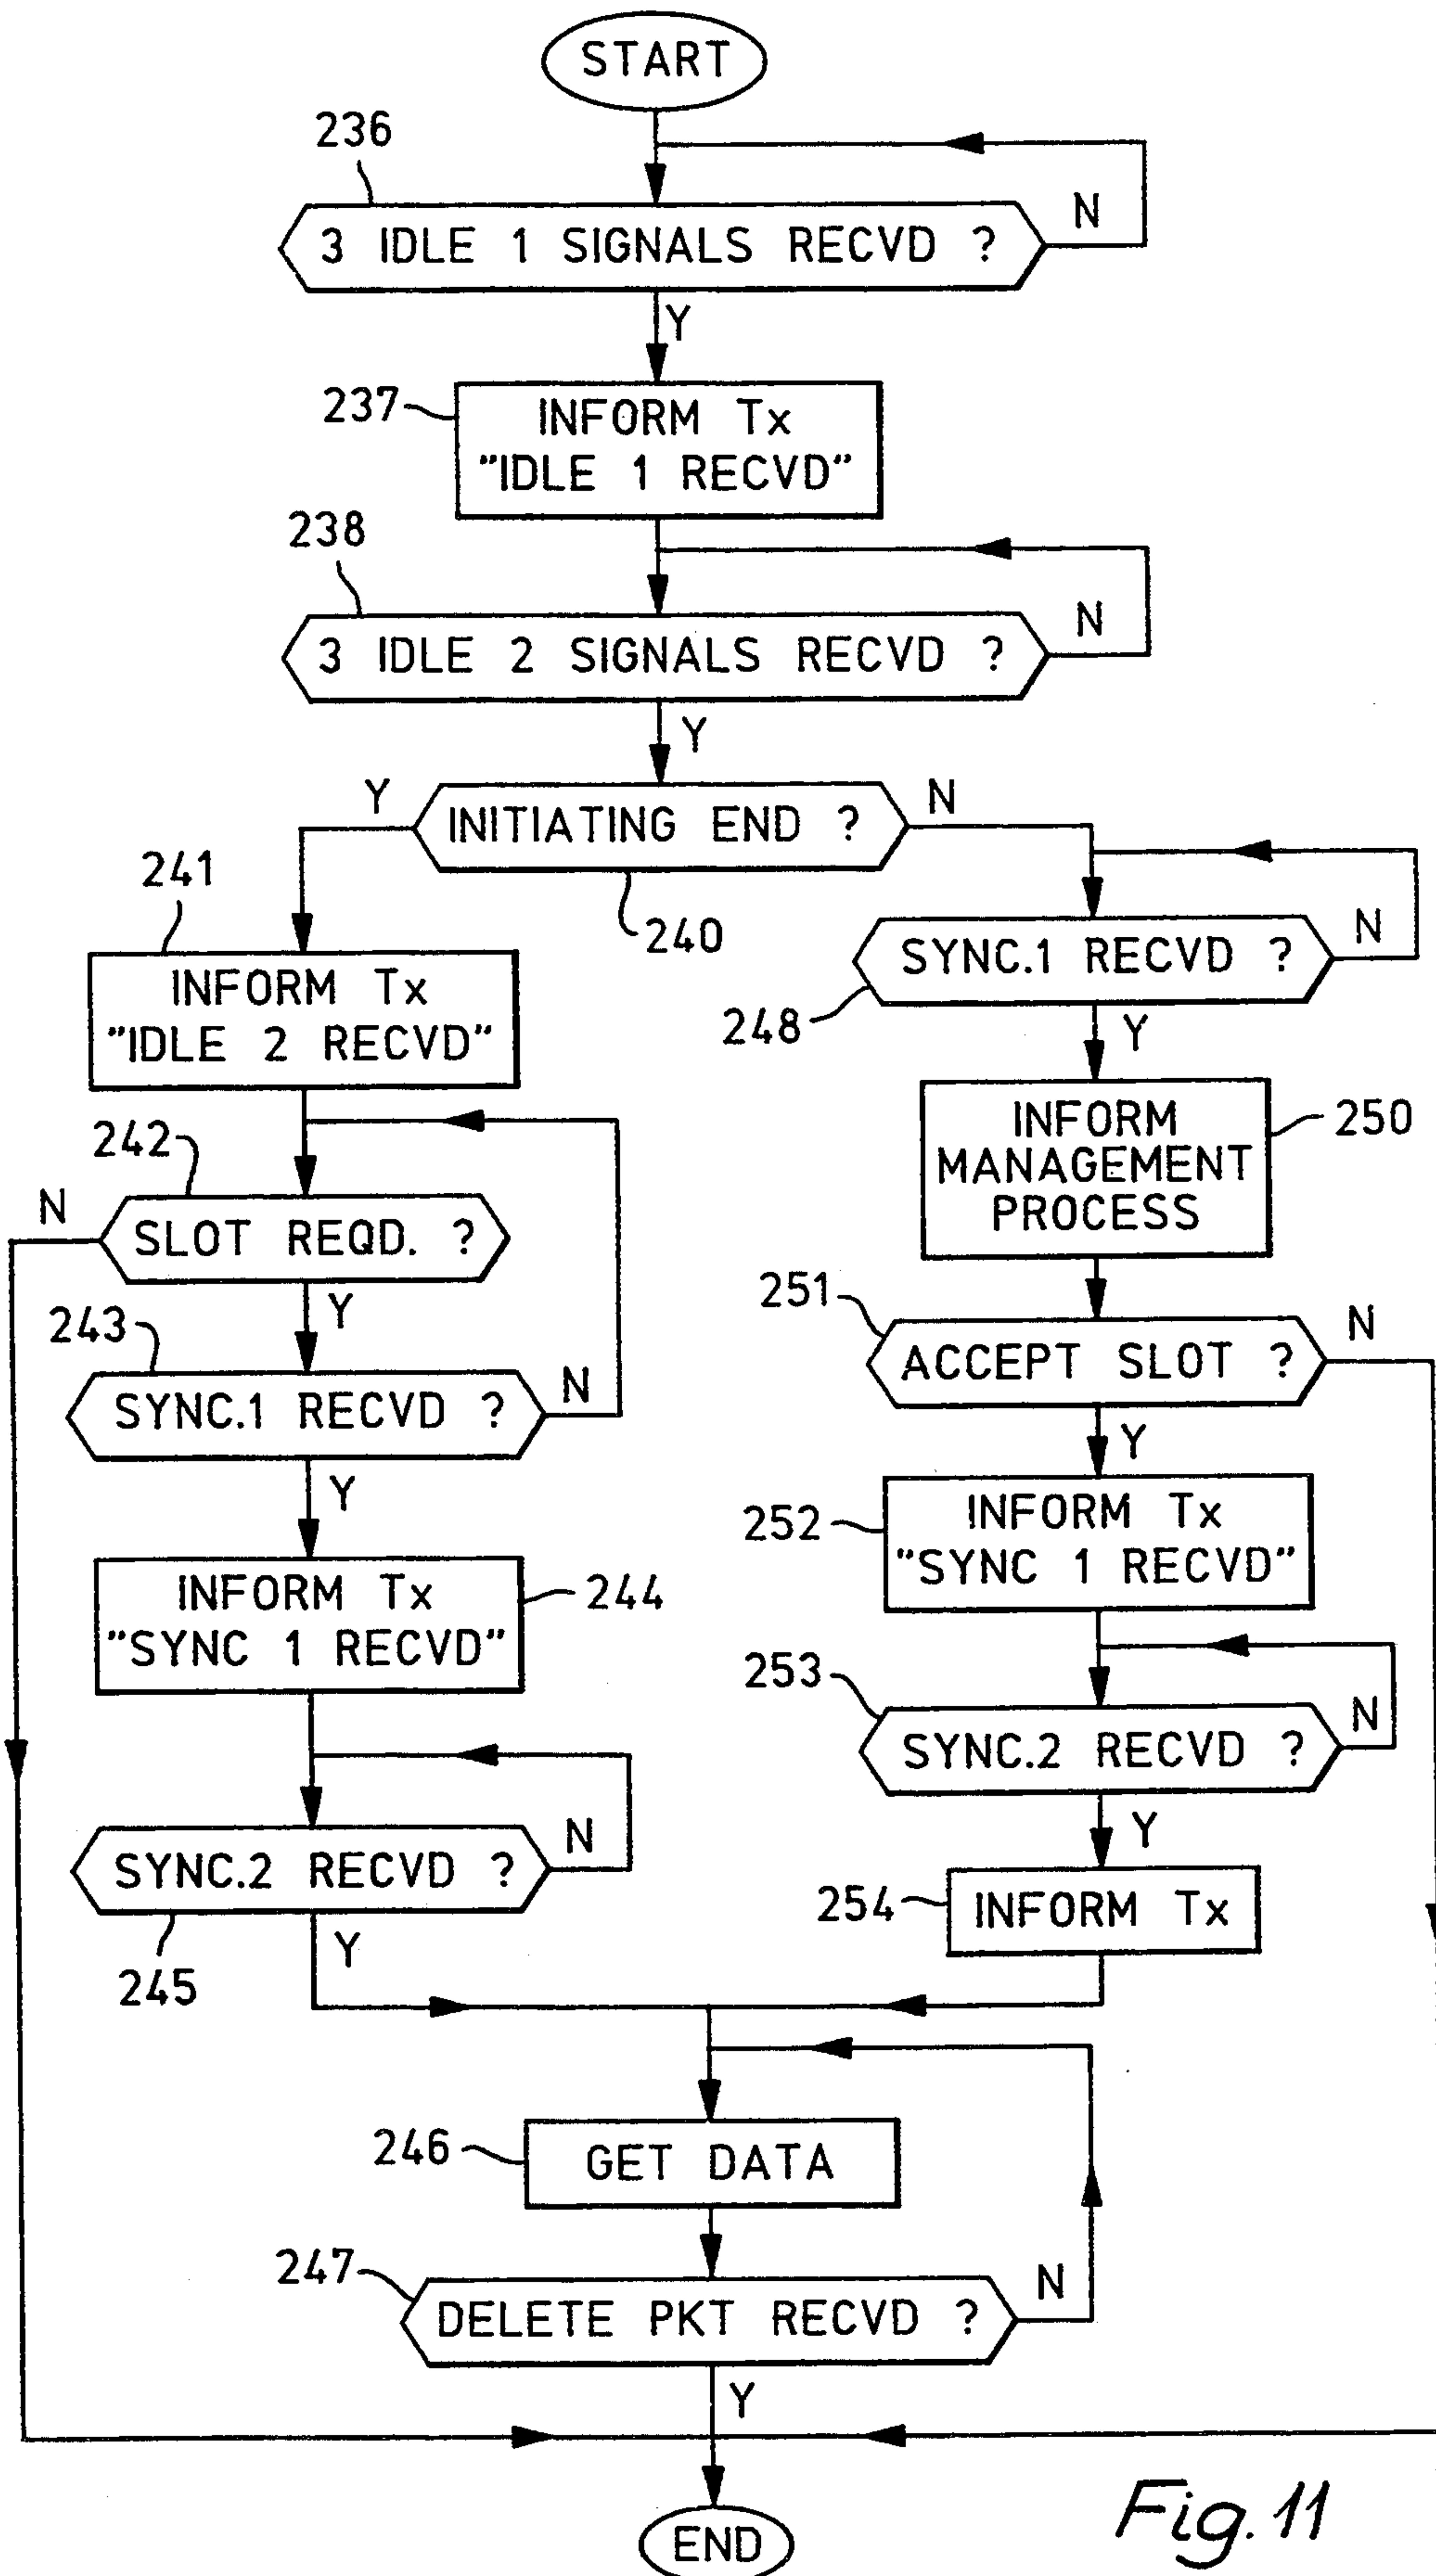 START
236
N
3 IDLE 1 SIGNALS RECVD ?
Y
237
INFORM Tx
"IDLE 1 RECVD"
238
N
3 IDLE 2 SIGNALS RECVD ?
Y
Y
INITIATING END ?
N
240
241
INFORM Tx
"IDLE 2 RECVD"
242
N
SLOT REQD. ?
Y
243
SYNC.1 RECVD ?
N
Y
INFORM Tx
"SYNC 1 RECVD"
244
SYNC.2 RECVD ?
N
245
Y
SYNC.1 RECVD ?
N
248
Y
INFORM
MANAGEMENT
PROCESS
250
251
ACCEPT SLOT ?
N
Y
252
INFORM Tx
"SYNC 1 RECVD"
253
SYNC.2 RECVD ?
N
Y
254
INFORM Tx
246
GET DATA
247
DELETE PKT RECVD ?
N
Y
END
Fig. 11